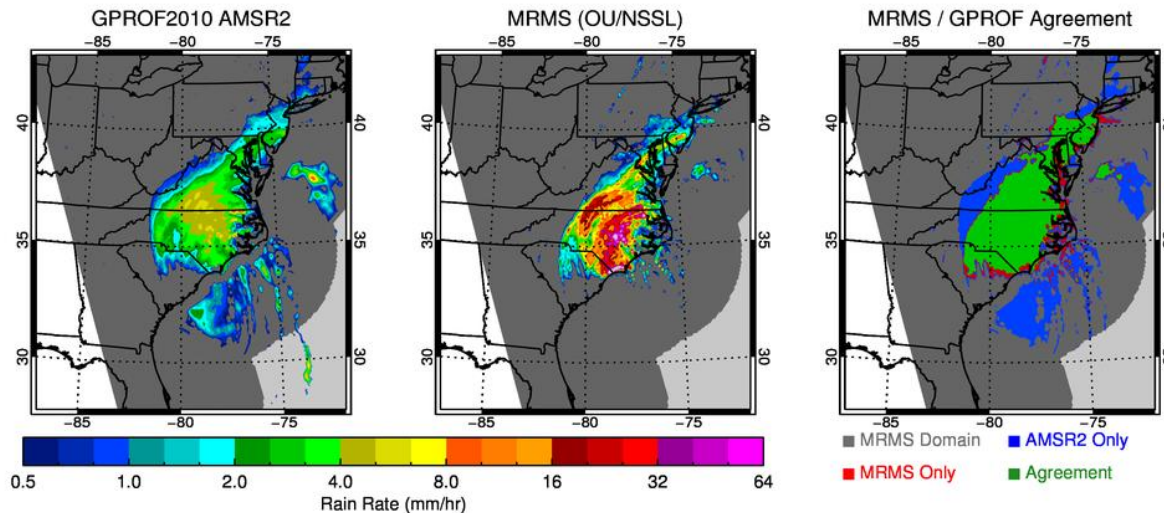 GPROF2010 AMSR2
MRMS (OU/NSSL)
MRMS / GPROF Agreement
−85 −80 −75
−85 −80 −75
−85 −80 −75
40 40
40 40
40 40
35 35
35 35
35 35
30 30
30 30
30 30
−85 −80 −75
−85 −80 −75
−85 −80 −75
0.5 1.0 2.0 4.0 8.0 16 32 64
Rain Rate (mm/hr)
MRMS Domain
AMSR2 Only
MRMS Only
Agreement